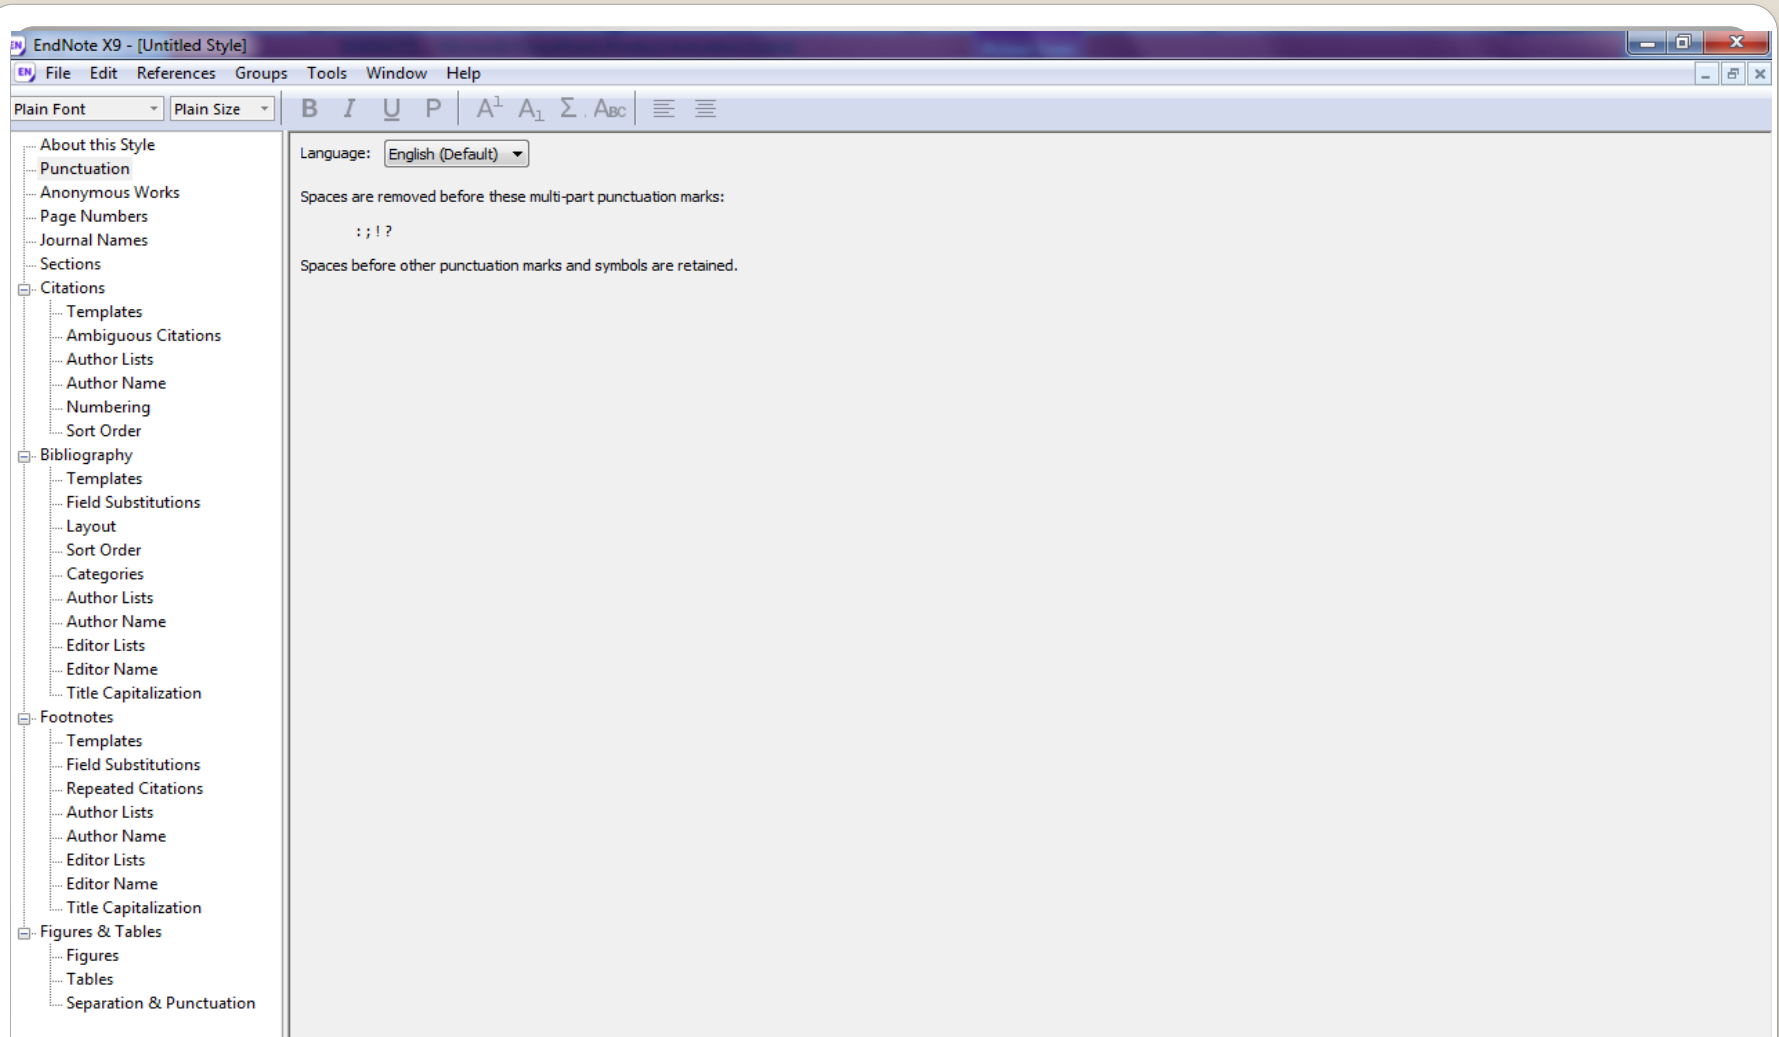 EndNote X9 - [Untitled Style]
File Edit References Groups Tools Window Help
Plain Font Plain Size B I U P A1 A1 Σ. ABC
About this Style
Punctuation
Anonymous Works
Page Numbers
Journal Names
Sections
Citations
Templates
Ambiguous Citations
Author Lists
Author Name
Numbering
Sort Order
Bibliography
Templates
Field Substitutions
Layout
Sort Order
Categories
Author Lists
Author Name
Editor Lists
Editor Name
Title Capitalization
Footnotes
Templates
Field Substitutions
Repeated Citations
Author Lists
Author Name
Editor Lists
Editor Name
Title Capitalization
Figures & Tables
Figures
Tables
Separation & Punctuation
Language: English (Default)
Spaces are removed before these multi-part punctuation marks:
:;!?
Spaces before other punctuation marks and symbols are retained.